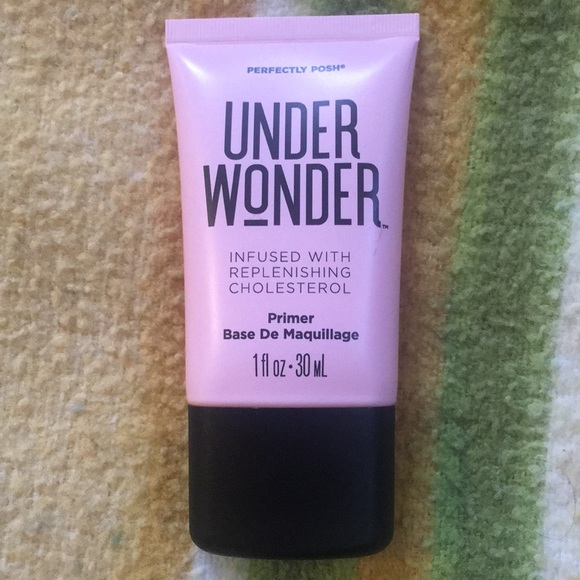 PERFECTLY POSH®
UNDER
WONDER™
INFUSED WITH
REPLENISHING
CHOLESTEROL
Primer
Base De Maquillage
1 fl oz • 30 mL